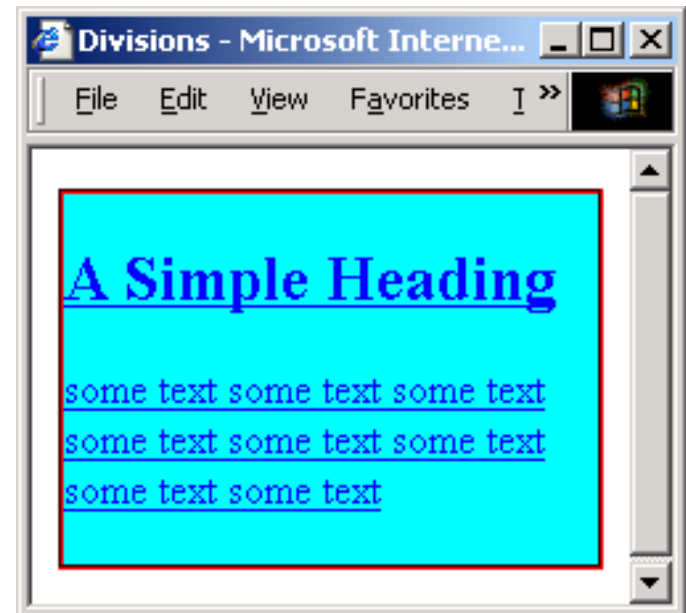 Divisions - Microsoft Interne...
File Edit View Favorites T »
A Simple Heading
some text some text some text
some text some text some text
some text some text